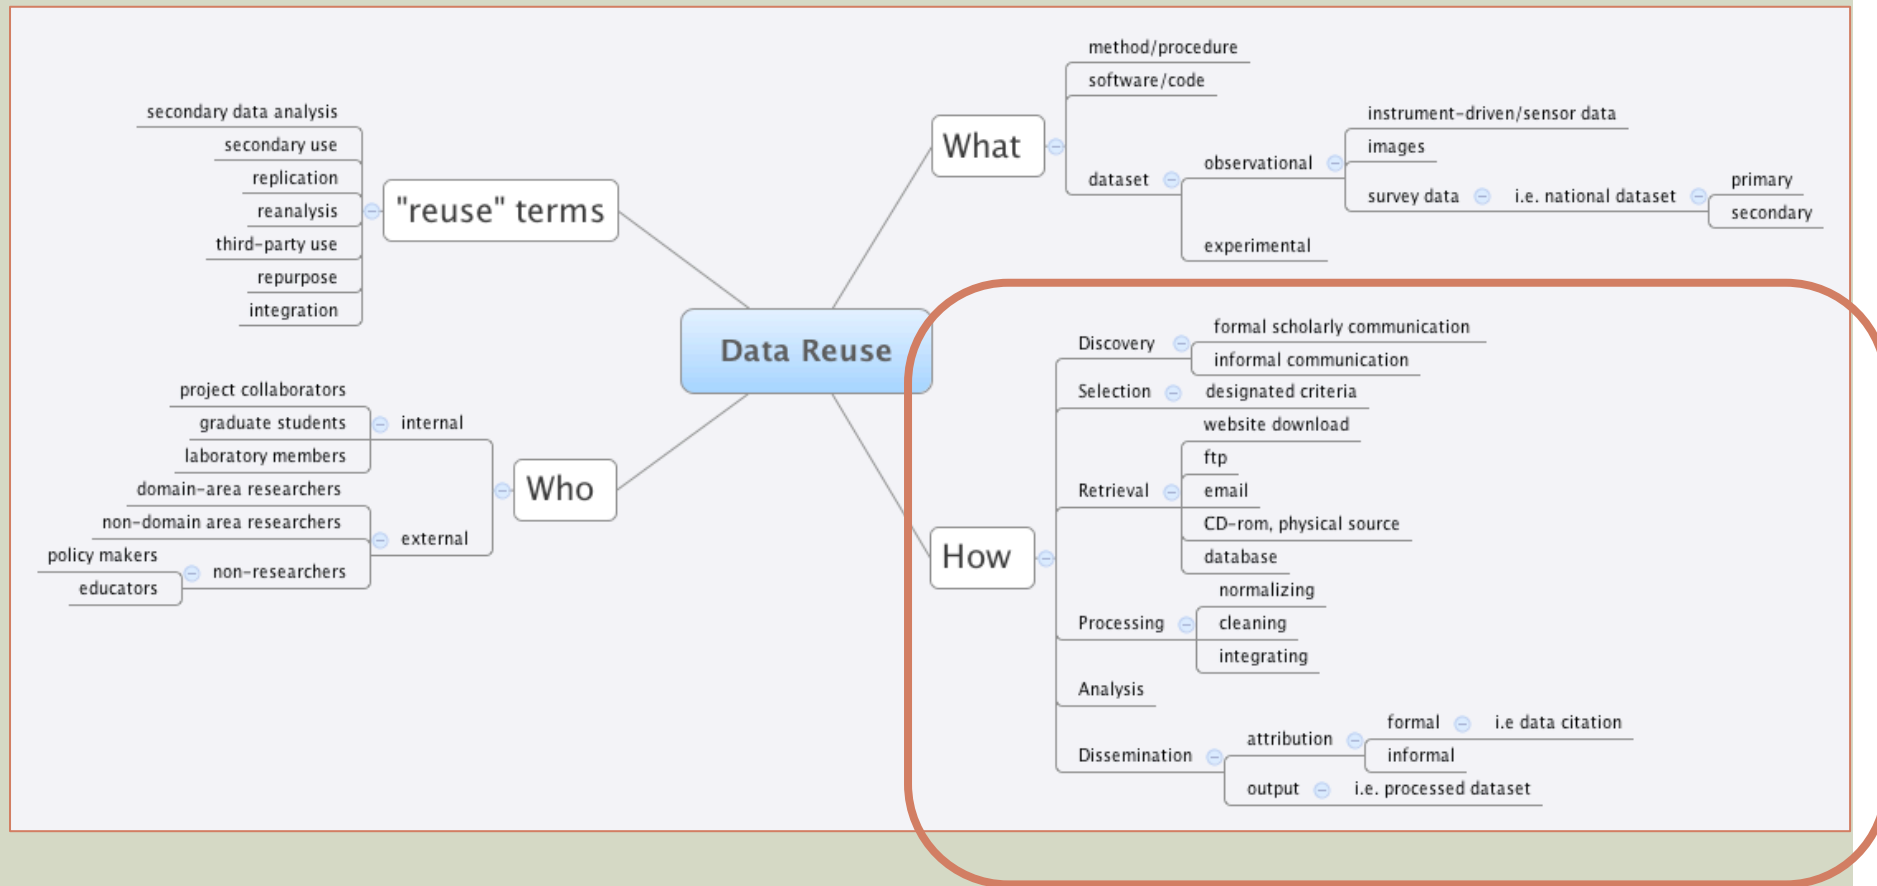 Data Reuse
"reuse" terms
secondary data analysis
secondary use
replication
reanalysis
third-party use
repurpose
integration
Who
internal
project collaborators
graduate students
laboratory members
external
domain-area researchers
non-domain area researchers
non-researchers
policy makers
educators
What
method/procedure
software/code
dataset
observational
instrument-driven/sensor data
images
survey data
i.e. national dataset
primary
secondary
experimental
How
Discovery
formal scholarly communication
informal communication
Selection
designated criteria
Retrieval
website download
ftp
email
CD-rom, physical source
database
Processing
normalizing
cleaning
integrating
Analysis
Dissemination
attribution
formal
i.e data citation
informal
output
i.e. processed dataset